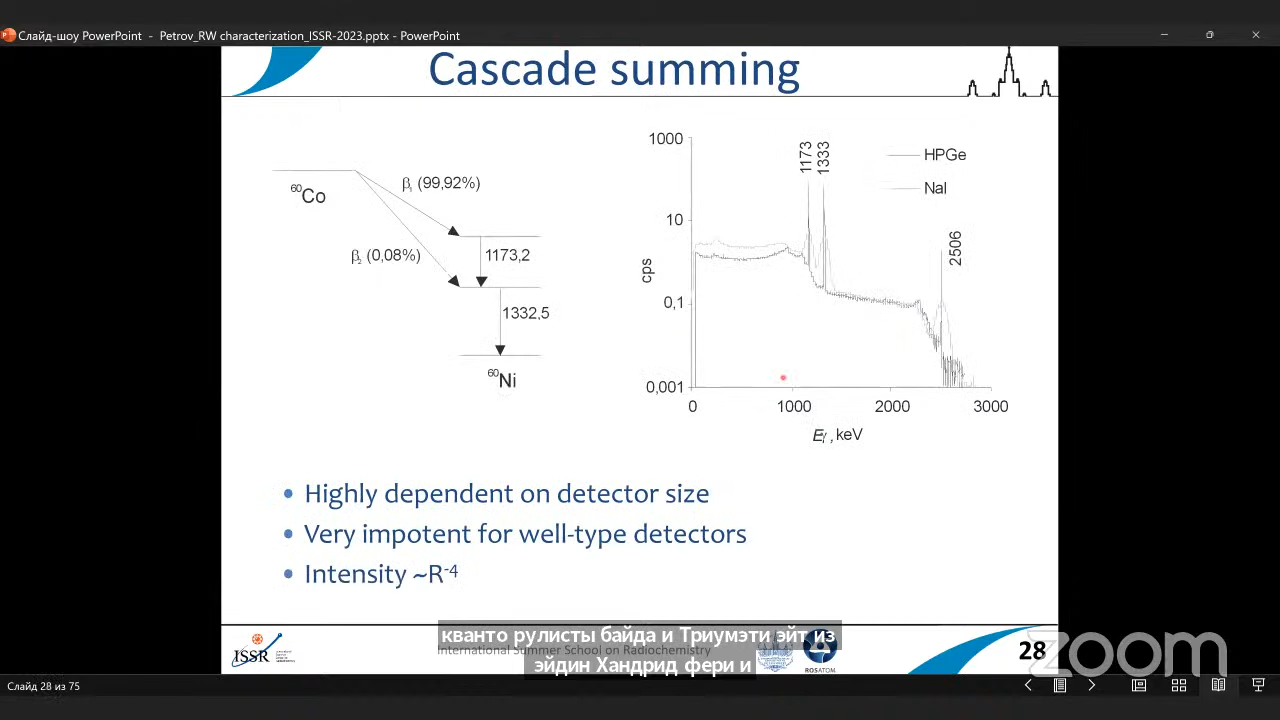 Слайд-шоу PowerPoint - Petrov_RW characterization_ISSR-2023.pptx - PowerPoint
Cascade summing
60Co
β1 (99,92%)
β2 (0,08%)
1173,2
1332,5
60Ni
1000
10
0,1
0,001
cps
0
1000
2000
3000
Eγ, keV
1173
1333
2506
HPGe
NaI
• Highly dependent on detector size
• Very impotent for well-type detectors
• Intensity ~R-4
кванто рулисты байда и Триумэти эйт из
эйдин Хандрид фери и
International Summer School on Radiochemistry
ISSR
ROSATOM
28
zoom
Слайд 28 из 75